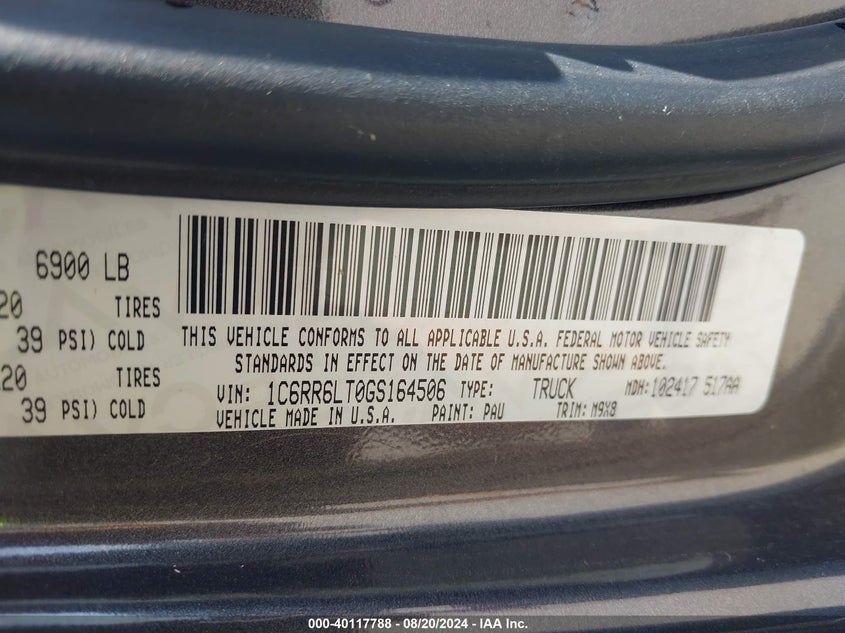 6900 LB
20 TIRES
39 PSI) COLD
20 TIRES
39 PSI) COLD
THIS VEHICLE CONFORMS TO ALL APPLICABLE U.S.A. FEDERAL MOTOR VEHICLE SAFETY
STANDARDS IN EFFECT ON THE DATE OF MANUFACTURE SHOWN ABOVE.
VIN: 1C6RR6LT0GS164506 TYPE: TRUCK MDH: 102417 517AA
VEHICLE MADE IN U.S.A. PAINT: PAU TRIM: M9X8
000-40117788 - 08/20/2024 - IAA Inc.